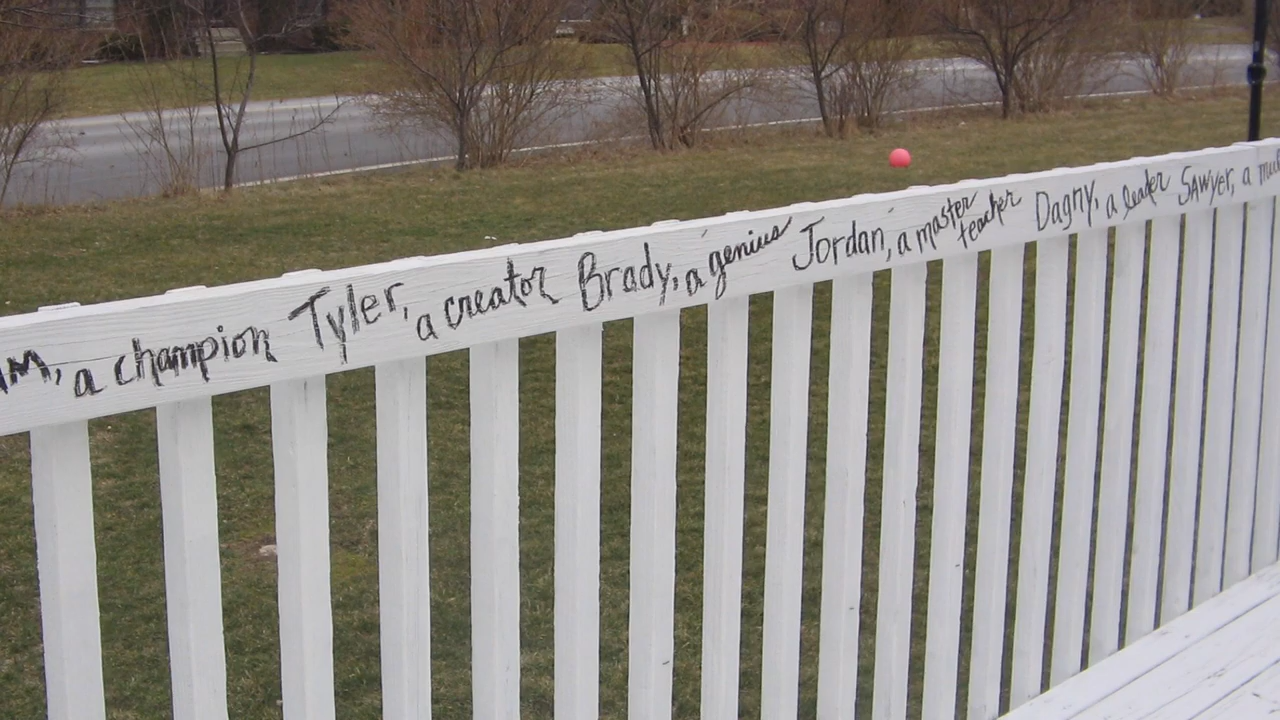 a champion Tyler, a creator Brady, a genius Jordan, a master teacher Dagny, a leader Sawyer, a